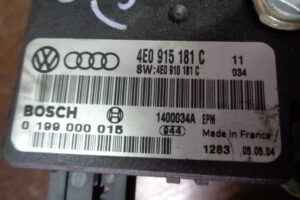 4E0 915 181 C 11
SW:4E0 910 181 C 034
BOSCH 1400034A EPM
0 199 000 015 944 Made in France
1283 05.05.04